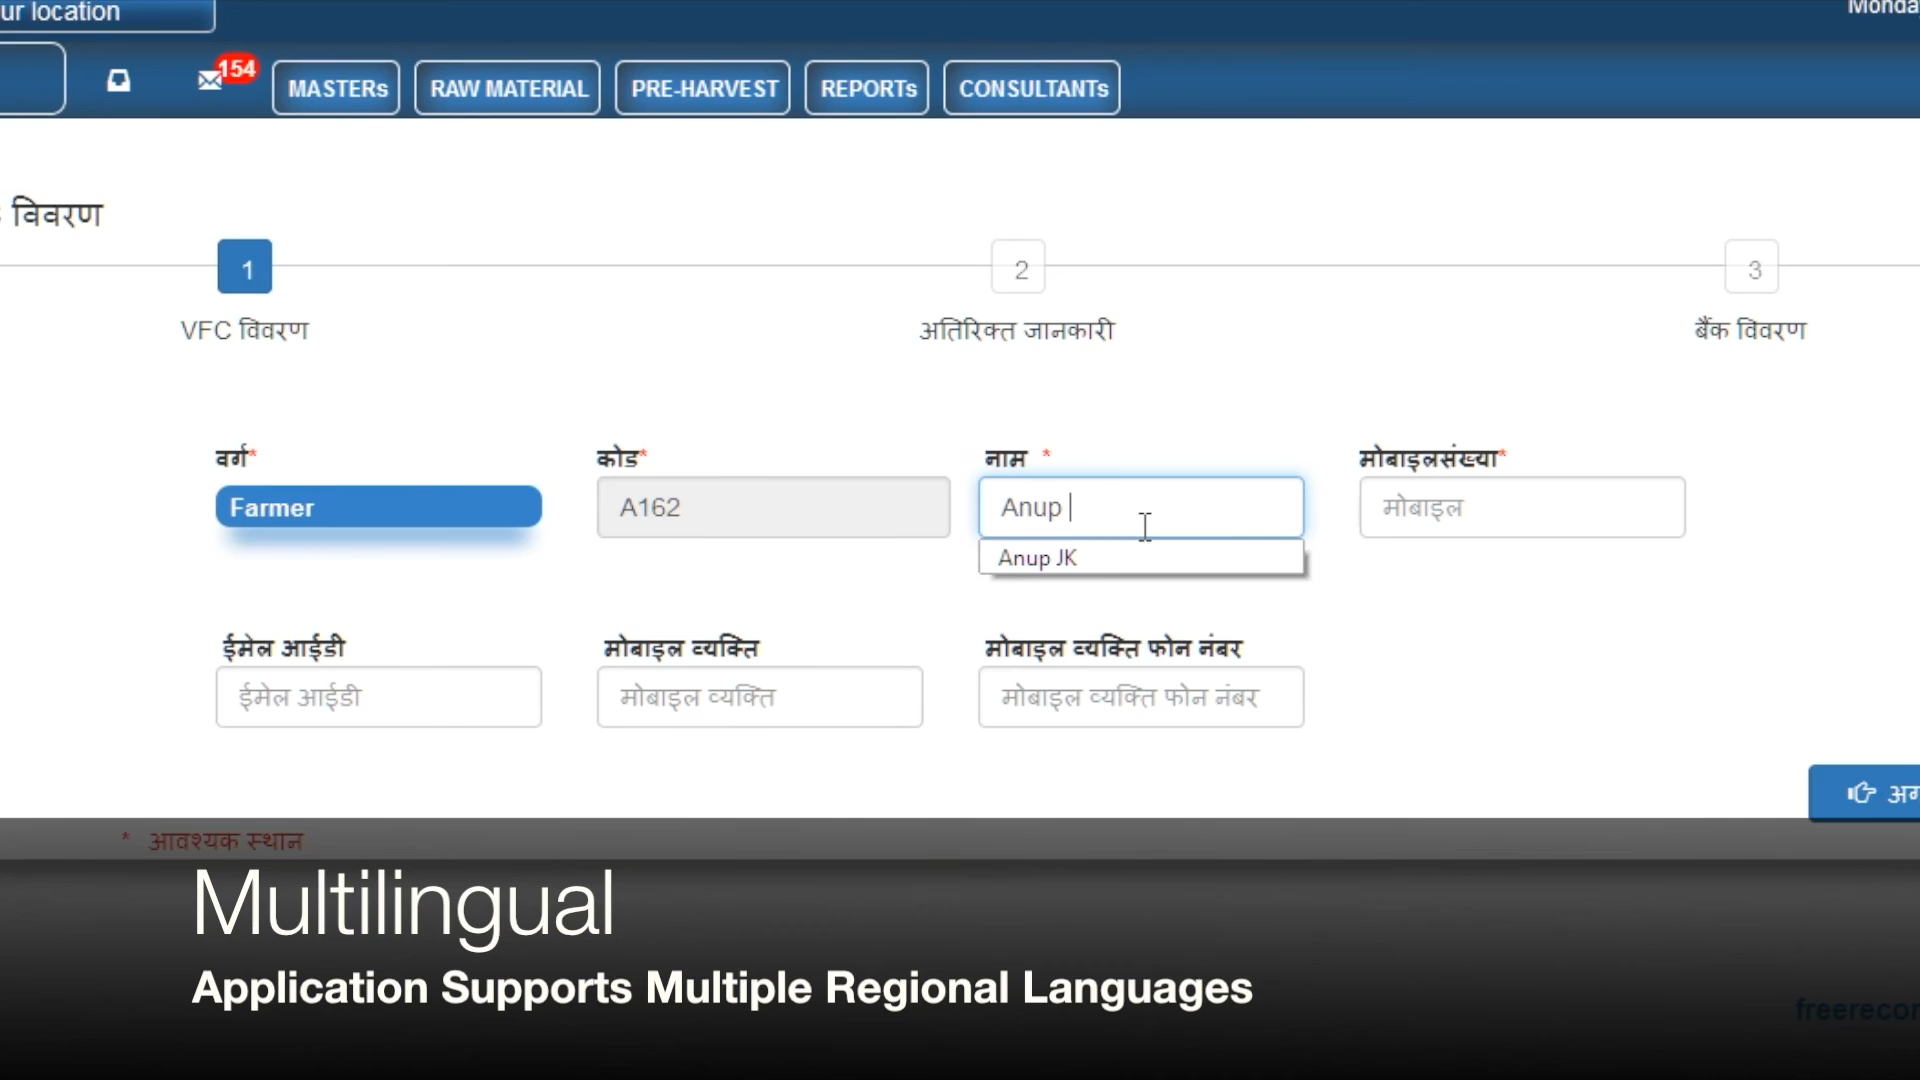 ur location
154
MASTERs
RAW MATERIAL
PRE-HARVEST
REPORTs
CONSULTANTs
विवरण
1
2
3
VFC विवरण
अतिरिक्त जानकारी
बैंक विवरण
वर्ग*
कोड*
नाम *
मोबाइलसंख्या*
Farmer
A162
Anup
मोबाइल
Anup JK
ईमेल आईडी
मोबाइल व्यक्ति
मोबाइल व्यक्ति फोन नंबर
ईमेल आईडी
मोबाइल व्यक्ति
मोबाइल व्यक्ति फोन नंबर
* आवश्यक स्थान
Multilingual
Application Supports Multiple Regional Languages